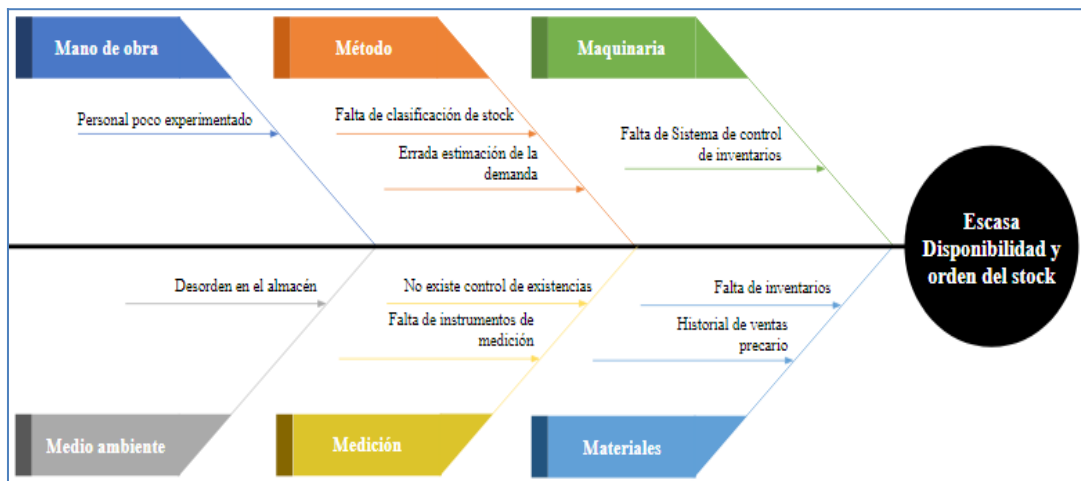 Mano de obra
Método
Maquinaria
Personal poco experimentado
Falta de clasificación de stock
Errada estimación de la
demanda
Falta de Sistema de control
de inventarios
Escasa
Disponibilidad y
orden del stock
Desorden en el almacén
No existe control de existencias
Falta de instrumentos de
medición
Falta de inventarios
Historial de ventas
precario
Medio ambiente
Medición
Materiales